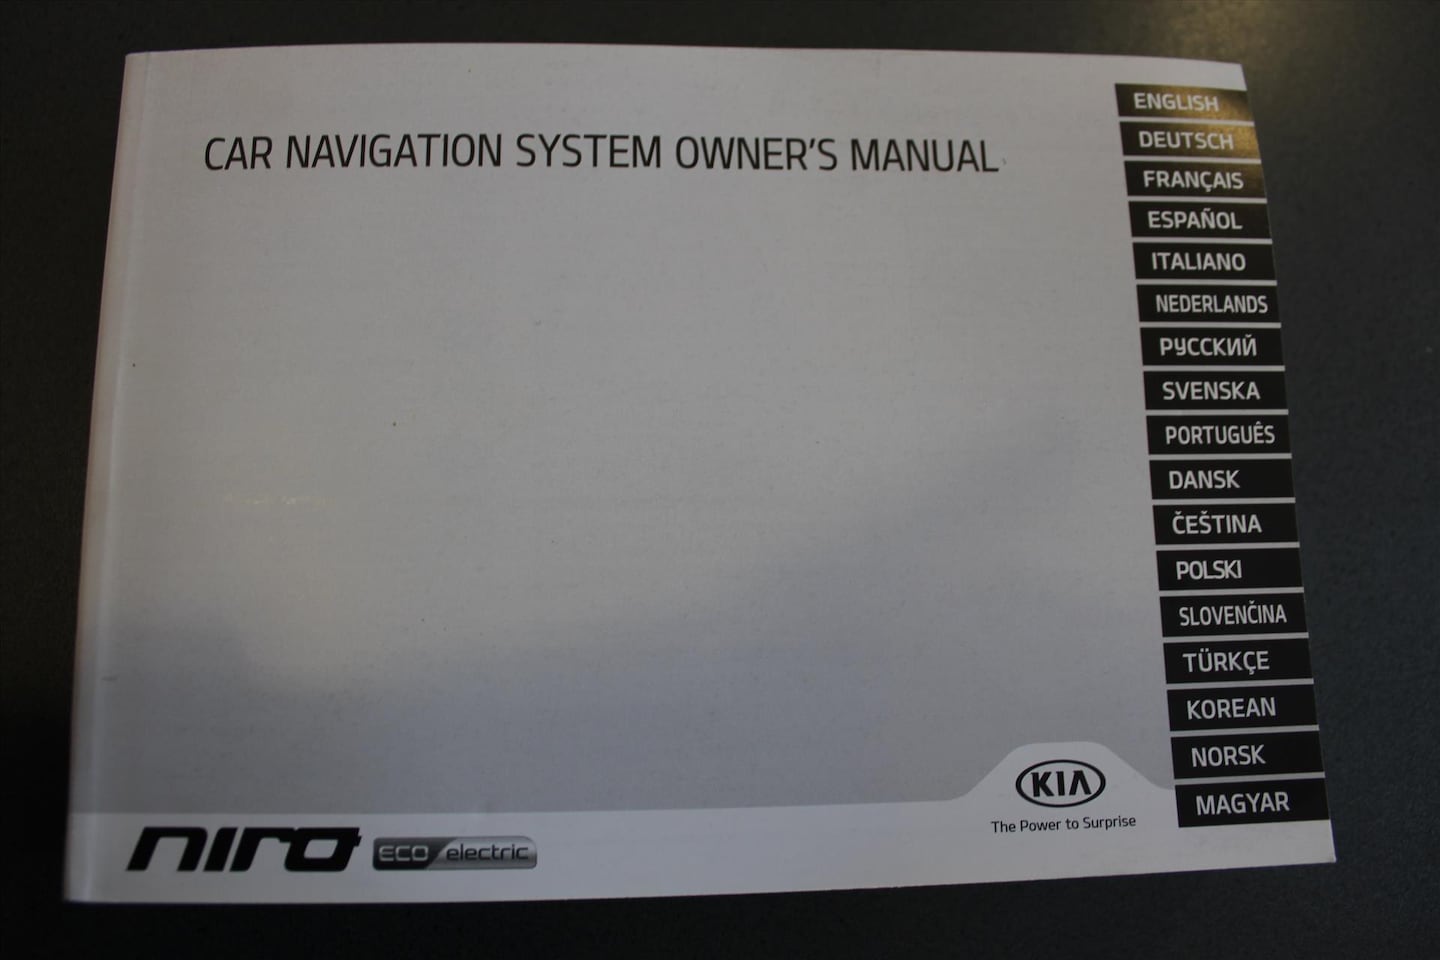 CAR NAVIGATION SYSTEM OWNER'S MANUAL
ENGLISH
DEUTSCH
FRANÇAIS
ESPAÑOL
ITALIANO
NEDERLANDS
РУССКИЙ
SVENSKA
PORTUGUÊS
DANSK
ČEŠTINA
POLSKI
SLOVENČINA
TÜRKÇE
KOREAN
NORSK
MAGYAR
KIA
The Power to Surprise
niro eco electric